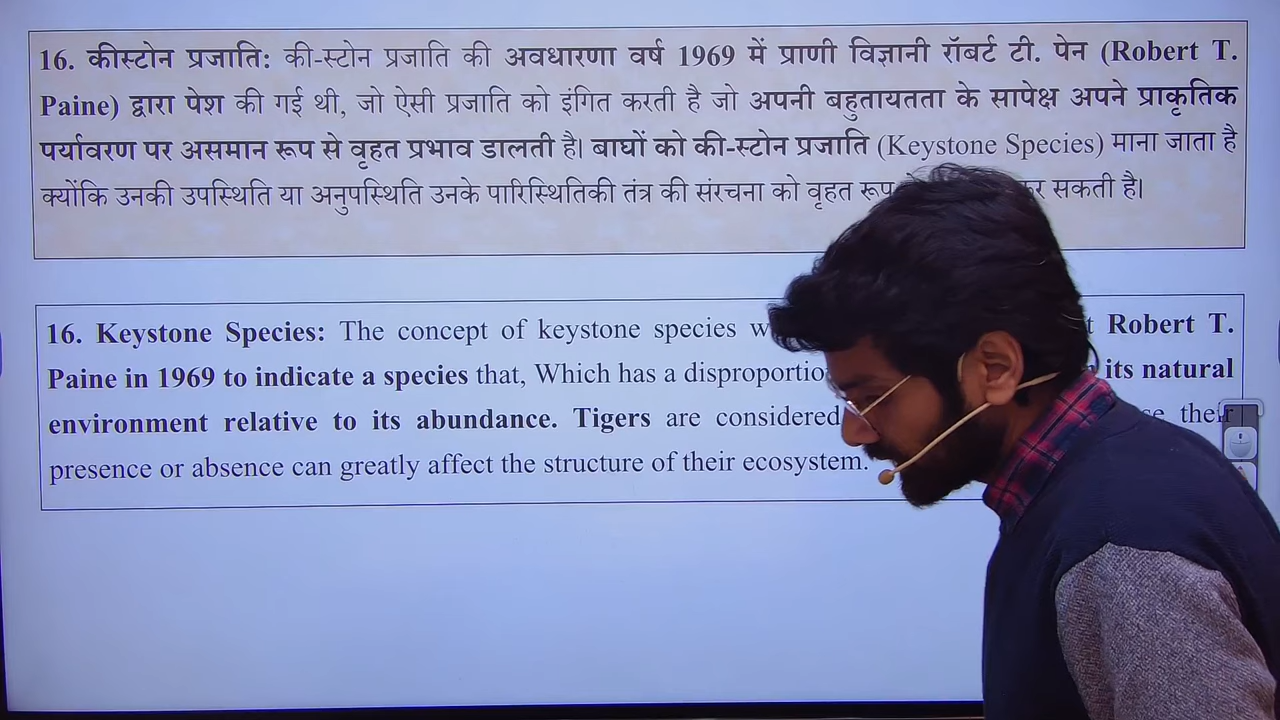 16. कीस्टोन प्रजाति: की-स्टोन प्रजाति की अवधारणा वर्ष 1969 में प्राणी विज्ञानी रॉबर्ट टी. पेन (Robert T.
Paine) द्वारा पेश की गई थी, जो ऐसी प्रजाति को इंगित करती है जो अपनी बहुतायतता के सापेक्ष अपने प्राकृतिक
पर्यावरण पर असमान रूप से वृहत प्रभाव डालती है। बाघों को की-स्टोन प्रजाति (Keystone Species) माना जाता है
क्योंकि उनकी उपस्थिति या अनुपस्थिति उनके पारिस्थितिकी तंत्र की संरचना को वृहत सकती है।
16. Keystone Species: The concept of keystone species Robert T.
Paine in 1969 to indicate a species that, Which has a its natural
environment relative to its abundance. Tigers are considered their
presence or absence can greatly affect the structure of their ecosystem.